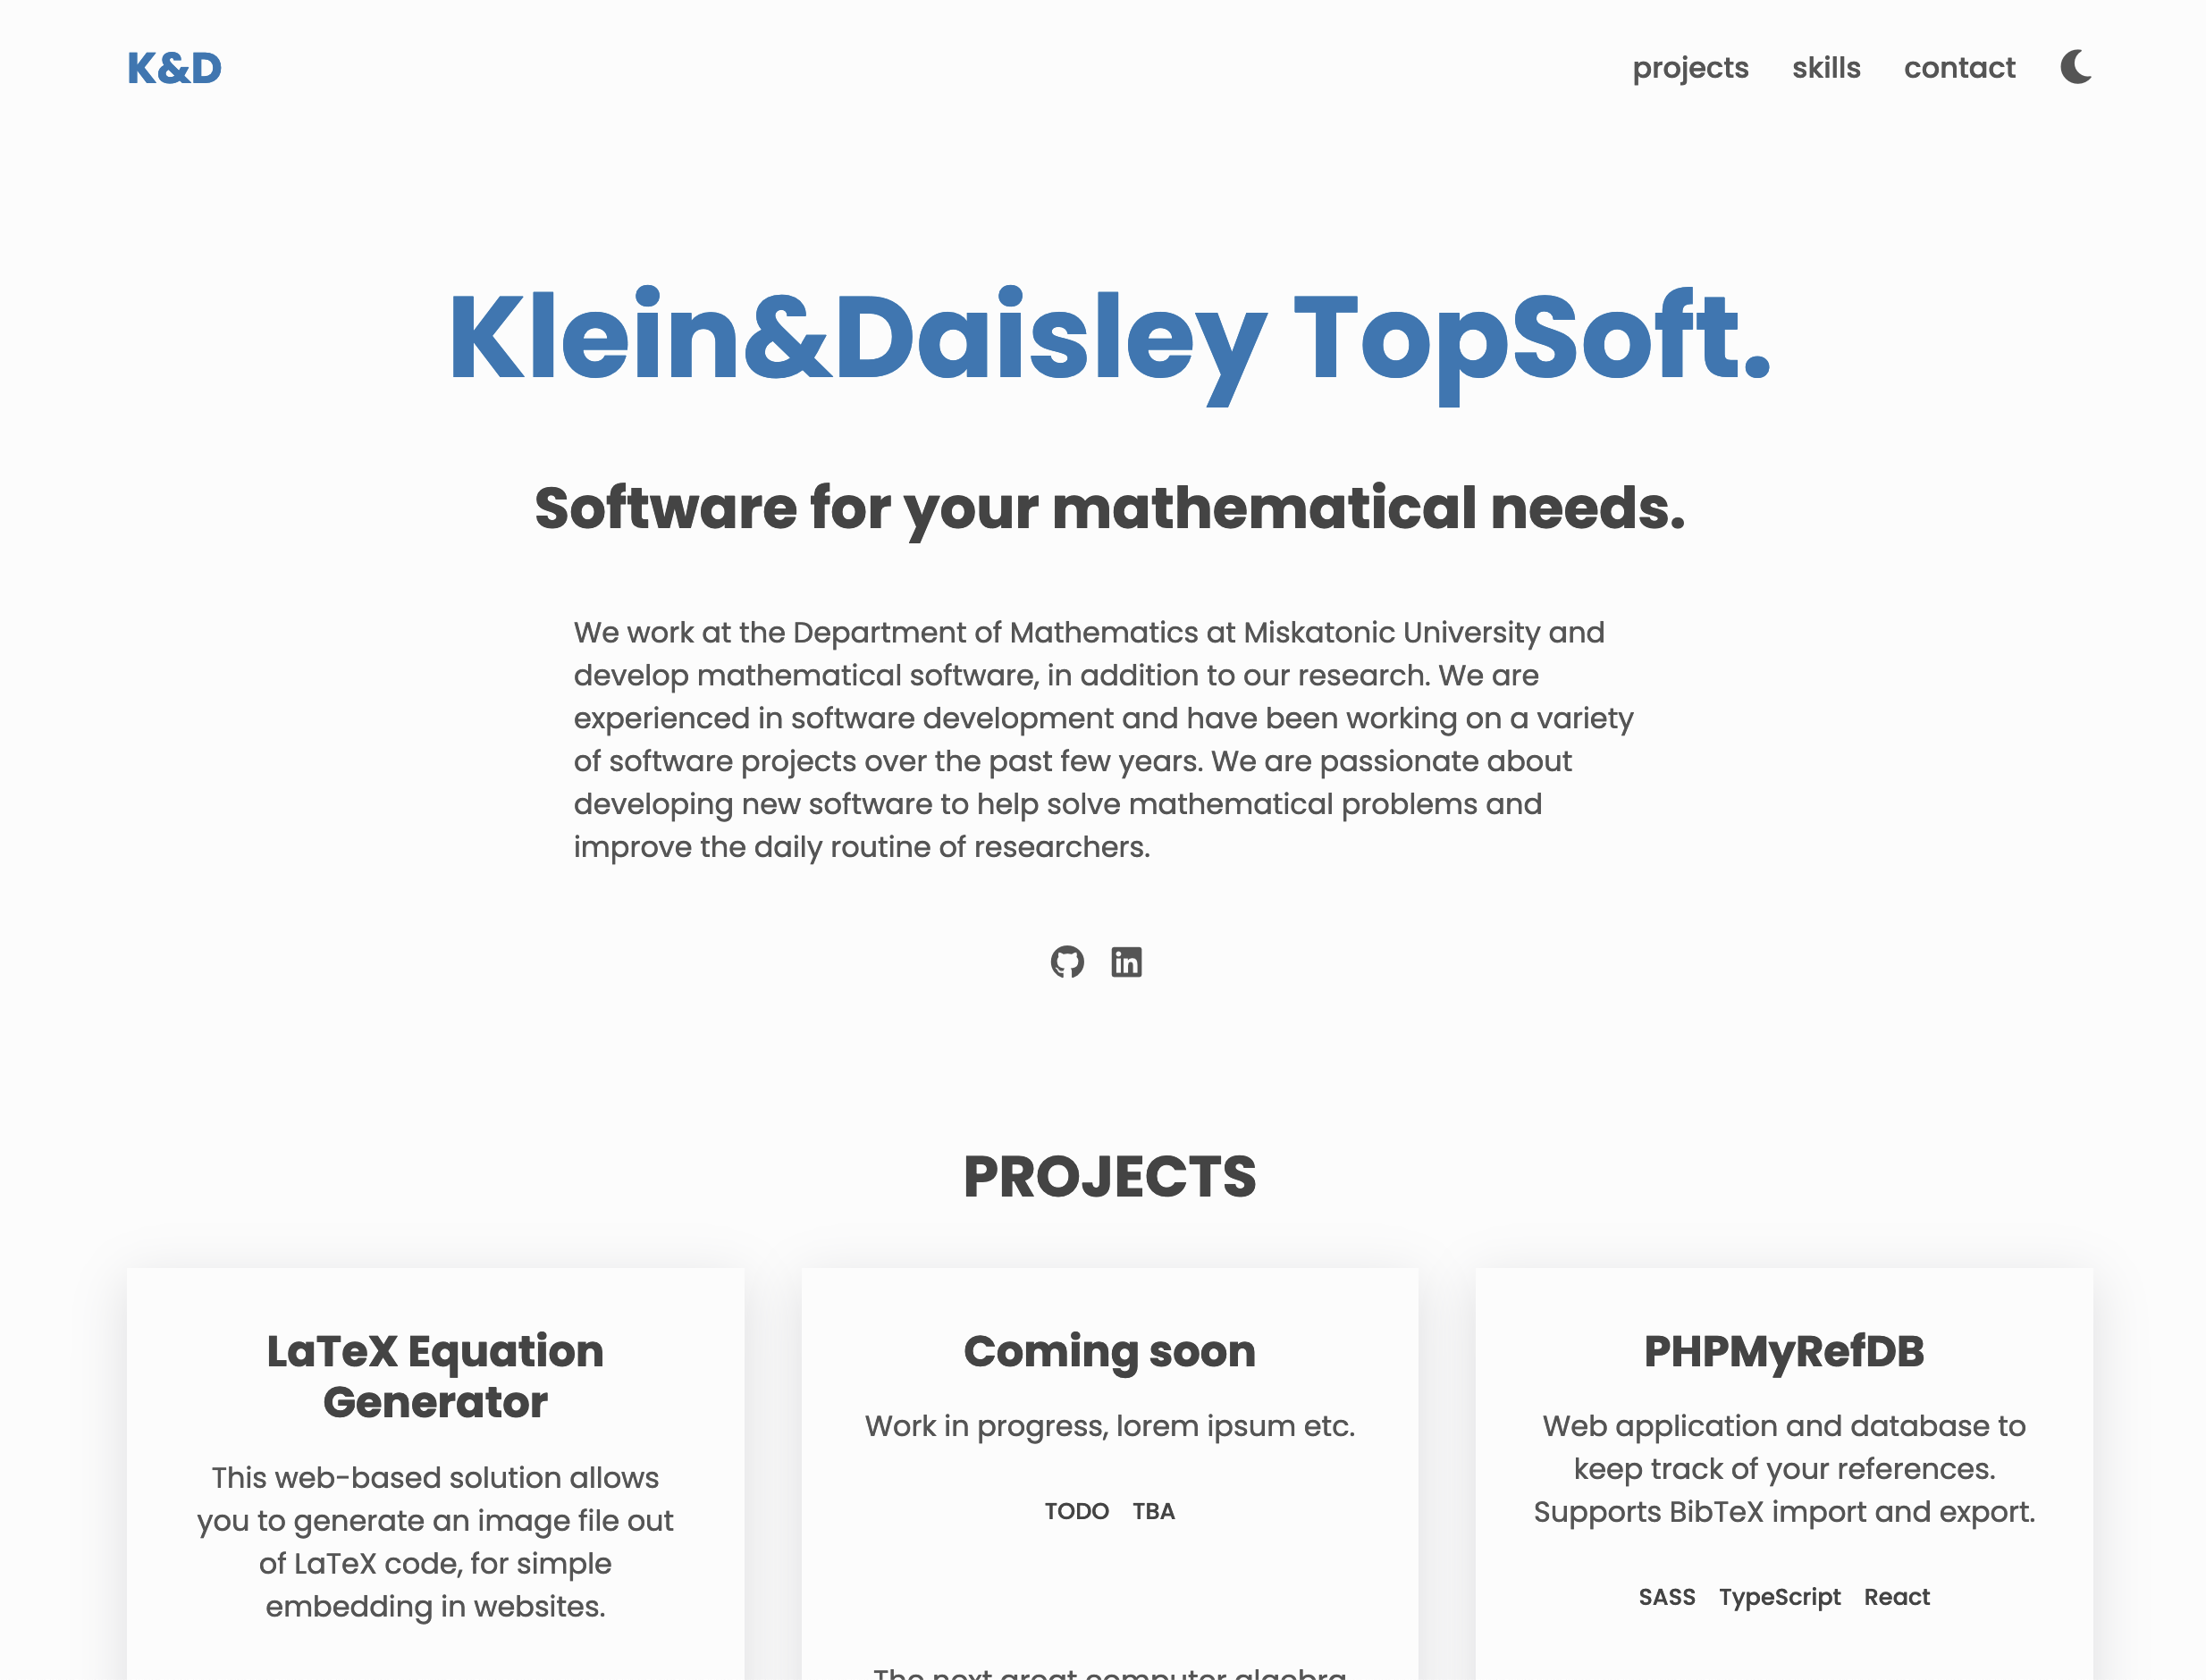 K&D
projects skills contact
Klein&Daisley TopSoft.
Software for your mathematical needs.
We work at the Department of Mathematics at Miskatonic University and
develop mathematical software, in addition to our research. We are
experienced in software development and have been working on a variety
of software projects over the past few years. We are passionate about
developing new software to help solve mathematical problems and
improve the daily routine of researchers.
PROJECTS
LaTeX Equation
Generator
This web-based solution allows
you to generate an image file out
of LaTeX code, for simple
embedding in websites.
Coming soon
Work in progress, lorem ipsum etc.
TODO TBA
The next great computer algebra
PHPMyRefDB
Web application and database to
keep track of your references.
Supports BibTeX import and export.
SASS TypeScript React